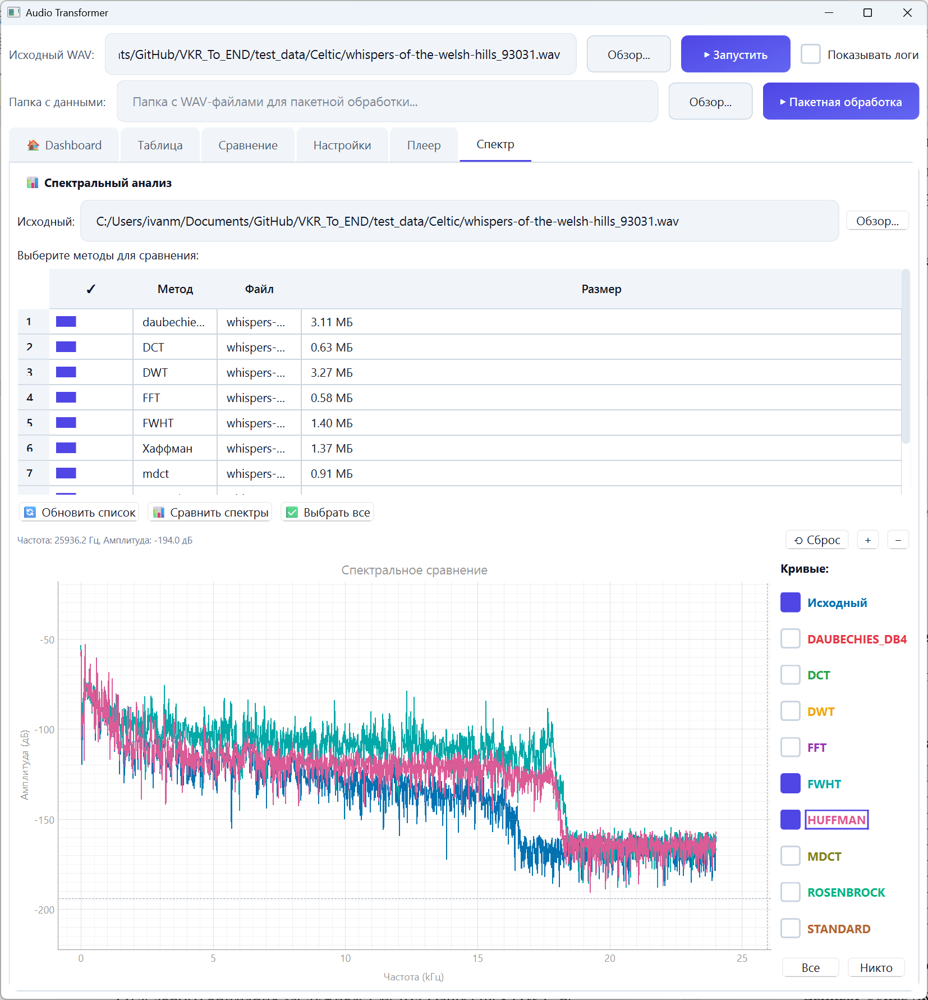 Audio Transformer
Исходный WAV: ıts/GitHub/VKR_To_END/test_data/Celtic/whispers-of-the-welsh-hills_93031.wav Обзор... Запустить Показывать логи
Папка с данными: Папка с WAV-файлами для пакетной обработки... Обзор... Пакетная обработка
Dashboard Таблица Сравнение Настройки Плеер Спектр
Спектральный анализ
Исходный: C:/Users/ivanm/Documents/GitHub/VKR_To_END/test_data/Celtic/whispers-of-the-welsh-hills_93031.wav Обзор...
Выберите методы для сравнения:
✓ Метод Файл Размер
1 daubechie... whispers-... 3.11 МБ
2 DCT whispers-... 0.63 МБ
3 DWT whispers-... 3.27 МБ
4 FFT whispers-... 0.58 МБ
5 FWHT whispers-... 1.40 МБ
6 Хаффман whispers-... 1.37 МБ
7 mdct whispers-... 0.91 МБ
Обновить список Сравнить спектры Выбрать все
Частота: 25936.2 Гц, Амплитуда: -194.0 дБ
Сброс + −
Спектральное сравнение
-50
-100
-150
-200
Амплитуда (дБ)
0 5 10 15 20 25
Частота (kГц)
Кривые:
Исходный
DAUBECHIES_DB4
DCT
DWT
FFT
FWHT
HUFFMAN
MDCT
ROSENBROCK
STANDARD
Все Никто